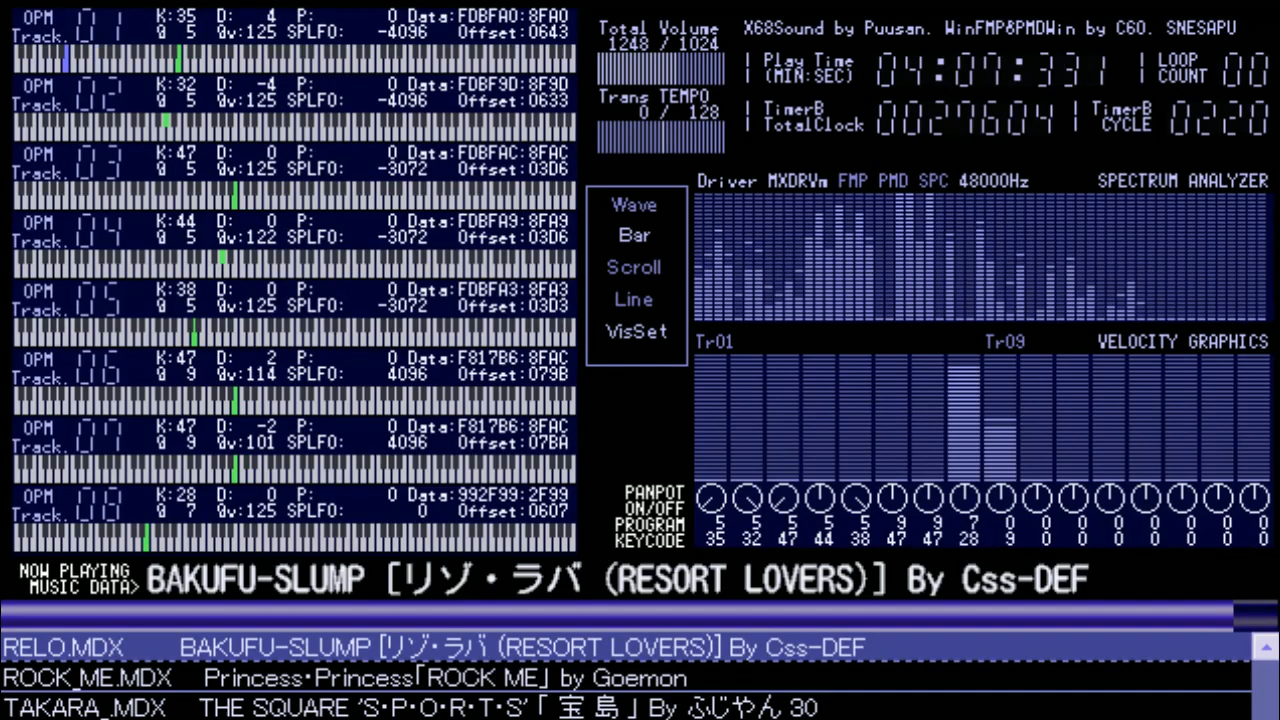 OPM K:35 D: 4 P: 0 Data:FDBFA0:8FA0
Track. 01 @ 5 @v:125 SPLFO: -4096 Offset:0643
OPM K:32 D: -4 P: 0 Data:FDBF9D:8F9D
Track. 02 @ 5 @v:125 SPLFO: -4096 Offset:0633
OPM K:47 D: 0 P: 0 Data:FDBFAC:8FAC
Track. 03 @ 5 @v:125 SPLFO: -3072 Offset:03D6
OPM K:44 D: 0 P: 0 Data:FDBFA9:8FA9
Track. 04 @ 5 @v:122 SPLFO: -3072 Offset:03D6
OPM K:38 D: 0 P: 0 Data:FDBFA3:8FA3
Track. 05 @ 5 @v:125 SPLFO: -3072 Offset:03D3
OPM K:47 D: 2 P: 0 Data:F817B6:8FAC
Track. 06 @ 9 @v:114 SPLFO: 4096 Offset:079B
OPM K:47 D: -2 P: 0 Data:F817B6:8FAC
Track. 07 @ 9 @v:101 SPLFO: 4096 Offset:07BA
OPM K:28 D: 0 P: 0 Data:992F99:2F99
Track. 08 @ 7 @v:125 SPLFO: 0 Offset:0607
Total Volume
1248 / 1024
Trans TEMPO
0 / 128
X68Sound by Puusan. WinFMP&PMDWin by C60. SNESAPU
Play Time
(MIN:SEC) 04:07:331
LOOP
COUNT 00
TimerB
TotalClock 0027604
TimerB
CYCLE 0220
Wave
Bar
Scroll
Line
VisSet
Driver MXDRVm FMP PMD SPC 48000Hz SPECTRUM ANALYZER
Tr01 Tr09 VELOCITY GRAPHICS
PANPOT
ON/OFF
PROGRAM 5 5 5 5 5 9 9 7 0 0 0 0 0 0 0 0
KEYCODE 35 32 47 44 38 47 47 28 9 0 0 0 0 0 0 0
NOW PLAYING
MUSIC DATA> BAKUFU-SLUMP [リゾ・ラバ (RESORT LOVERS)] By Css-DEF
RELO.MDX BAKUFU-SLUMP [リゾ・ラバ (RESORT LOVERS)] By Css-DEF
ROCK_ME.MDX Princess・Princess「ROCK ME」 by Goemon
TAKARA_.MDX THE SQUARE 'S・P・O・R・T・S' 「 宝 島 」 By ふじやん 30